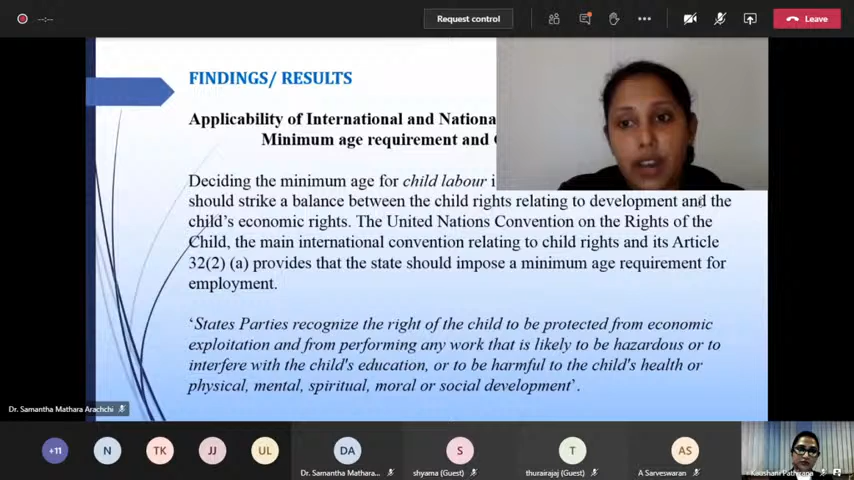 --:--
Request control
Leave
FINDINGS/ RESULTS
Applicability of International and Nationa
Minimum age requirement and
Deciding the minimum age for child labour i
should strike a balance between the child rights relating to development and the
child's economic rights. The United Nations Convention on the Rights of the
Child, the main international convention relating to child rights and its Article
32(2) (a) provides that the state should impose a minimum age requirement for
employment.
‘States Parties recognize the right of the child to be protected from economic
exploitation and from performing any work that is likely to be hazardous or to
interfere with the child's education, or to be harmful to the child's health or
physical, mental, spiritual, moral or social development’.
Dr. Samantha Mathara Arachchi
+11
N
TK
JJ
UL
DA
S
T
AS
Dr. Samantha Mathara...
shyama (Guest)
thurairajaj (Guest)
A Sarveswaran
Kaushani Pathirana